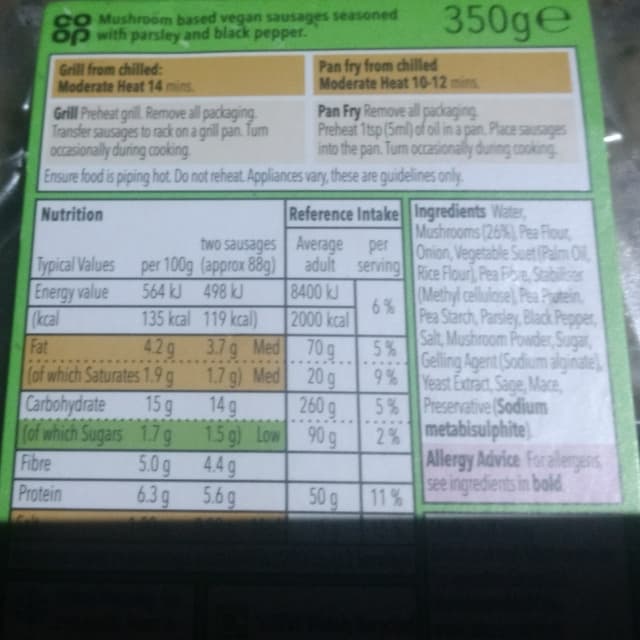 CO OP
Mushroom based vegan sausages seasoned
with parsley and black pepper.
350g℮
Grill from chilled:
Moderate Heat 14 mins.
Grill Preheat grill. Remove all packaging.
Transfer sausages to rack on a grill pan. Turn
occasionally during cooking.
Pan fry from chilled
Moderate Heat 10-12 mins.
Pan Fry Remove all packaging.
Preheat 1tsp (5ml) of oil in a pan. Place sausages
into the pan. Turn occasionally during cooking.
Ensure food is piping hot. Do not reheat. Appliances vary, these are guidelines only.
Nutrition Reference Intake
two sausages Average per
Typical Values per 100g (approx 88g) adult serving
Energy value 564 kJ 498 kJ 8400 kJ
6%
(kcal 135 kcal 119 kcal) 2000 kcal
Fat 4.2 g 3.7 g Med 70 g 5%
(of which Saturates 1.9 g 1.7 g) Med 20 g 9%
Carbohydrate 15 g 14 g 260 g 5%
(of which Sugars 1.7 g 1.5 g) Low 90 g 2%
Fibre 5.0 g 4.4 g
Protein 6.3 g 5.6 g 50 g 11%
Ingredients Water,
Mushrooms (26%), Pea Flour,
Onion, Vegetable Suet (Palm Oil,
Rice Flour), Pea Fibre, Stabiliser
(Methyl cellulose), Pea Protein,
Pea Starch, Parsley, Black Pepper,
Salt, Mushroom Powder, Sugar,
Gelling Agent (Sodium alginate),
Yeast Extract, Sage, Mace,
Preservative (Sodium
metabisulphite).
Allergy Advice For allergens,
see ingredients in bold.